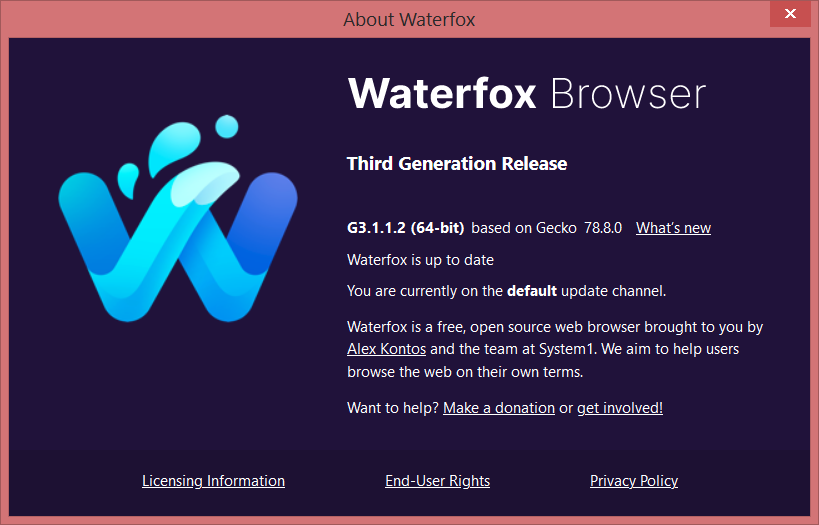 About Waterfox
Waterfox Browser
Third Generation Release
G3.1.1.2 (64-bit) based on Gecko 78.8.0 What's new
Waterfox is up to date
You are currently on the default update channel.
Waterfox is a free, open source web browser brought to you by
Alex Kontos and the team at System1. We aim to help users
browse the web on their own terms.
Want to help? Make a donation or get involved!
Licensing Information End-User Rights Privacy Policy